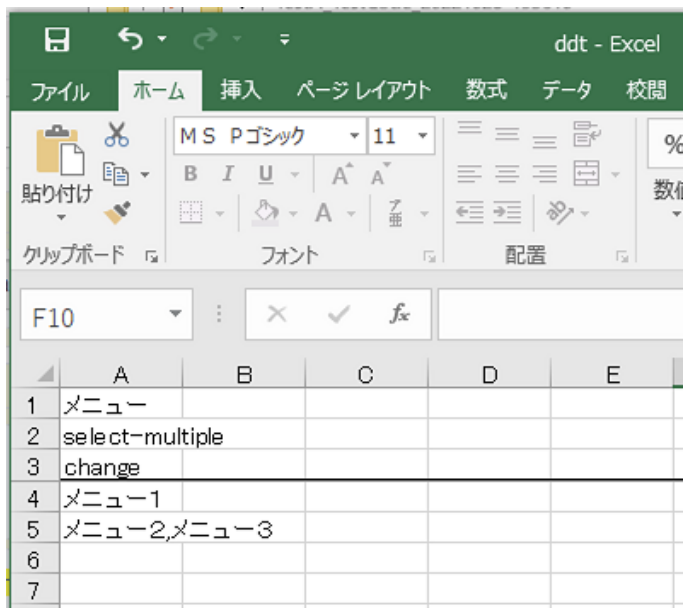 ddt - Excel
ファイル ホーム 挿入 ページ レイアウト 数式 データ 校閲
貼り付け
ＭＳ Ｐゴシック 11
B I U A A
A ア亜
%
数値
クリップボード フォント 配置
F10 fx
A B C D E
1 メニュー
2 select-multiple
3 change
4 メニュー1
5 メニュー2,メニュー3
6
7